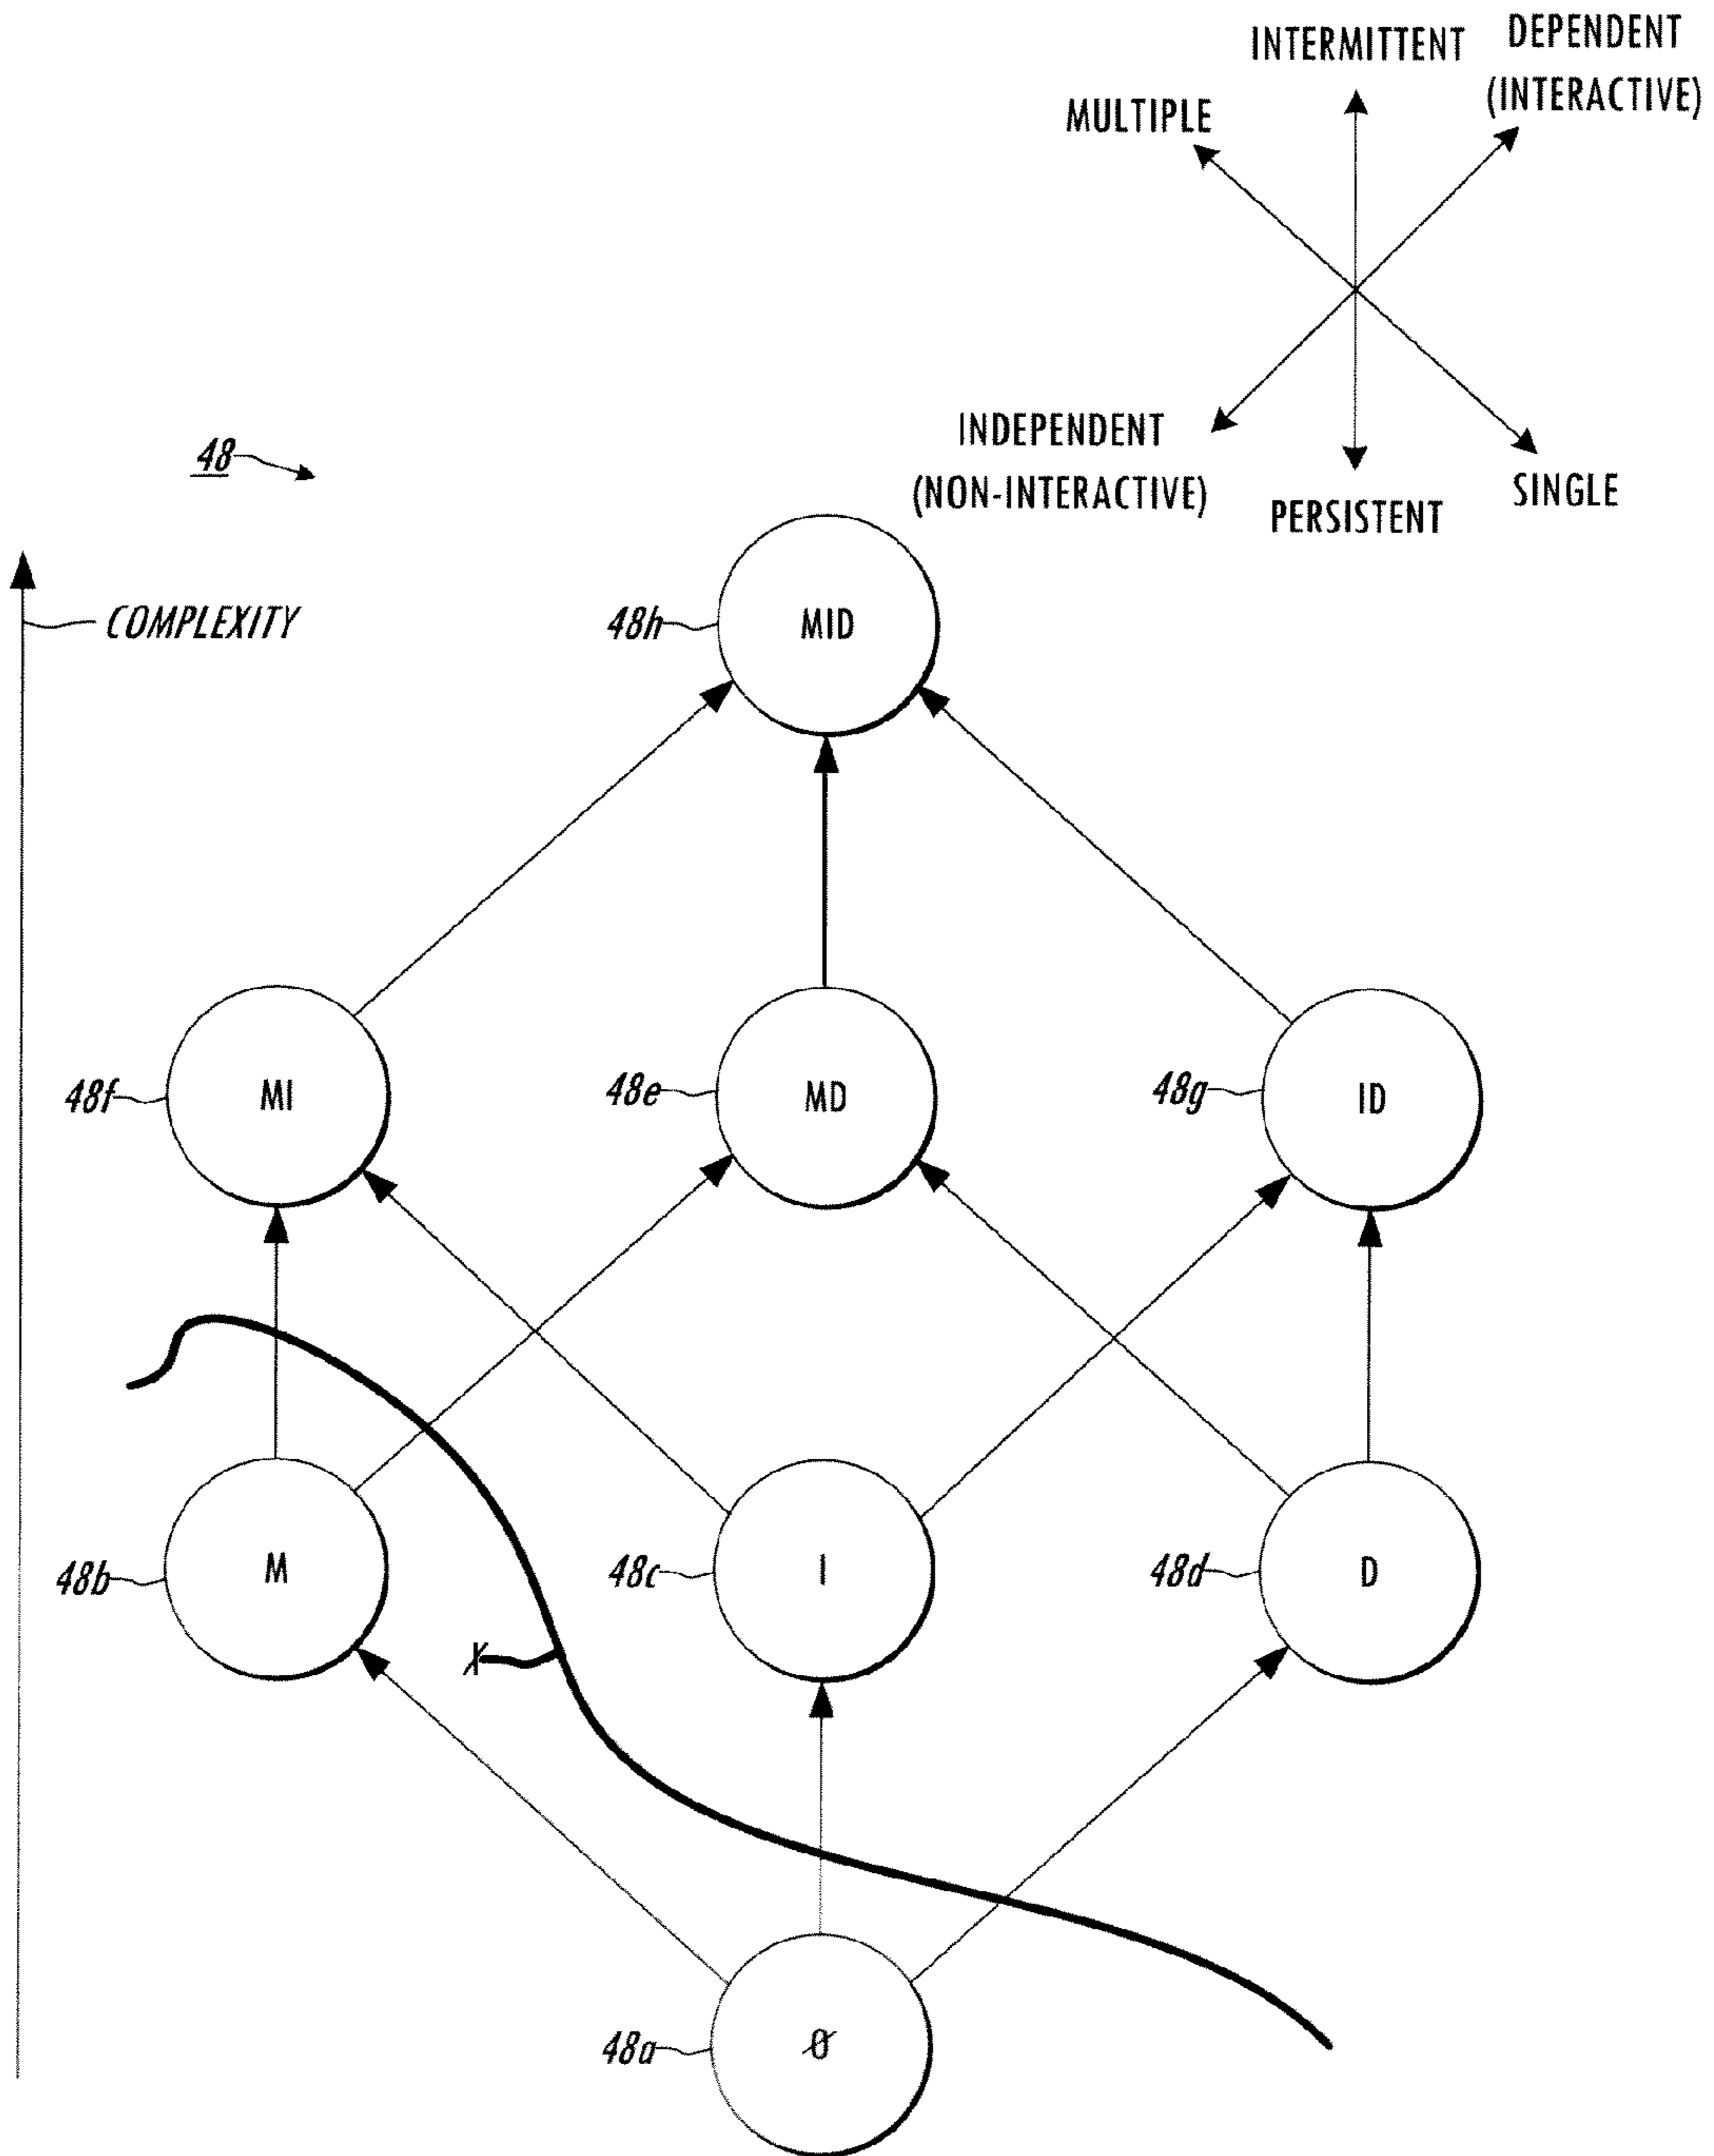 INTERMITTENT
DEPENDENT
(INTERACTIVE)
MULTIPLE
INDEPENDENT
(NON-INTERACTIVE)
PERSISTENT
SINGLE
48
COMPLEXITY
48h
MID
48f
MI
48e
MD
48g
ID
48b
M
48c
I
48d
D
X
48a
Ø